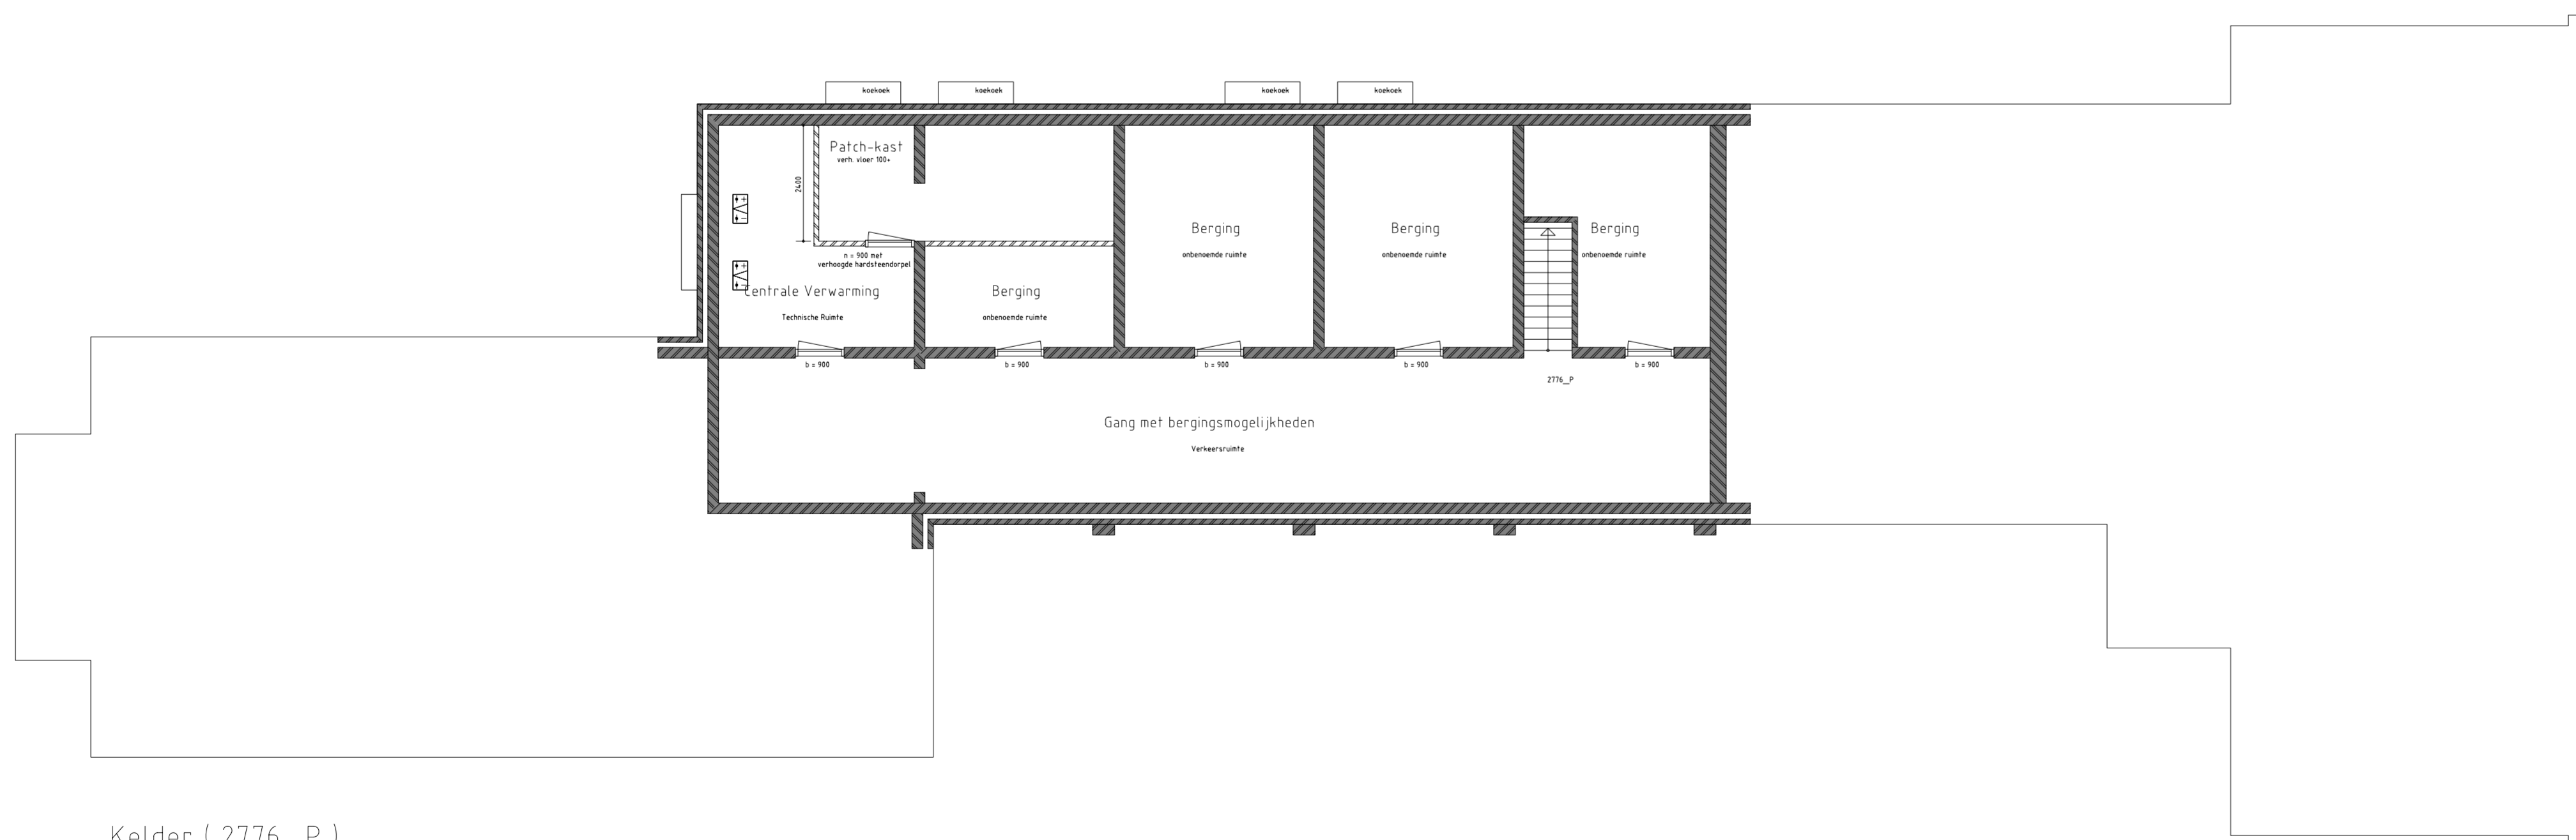 koekoek
koekoek
koekoek
koekoek
Patch-kast
verh. vloer 100+
2400
n = 900 met
verhoogde hardsteendorpel
Centrale Verwarming
Technische Ruimte
Berging
onbenoemde ruimte
Berging
onbenoemde ruimte
Berging
onbenoemde ruimte
Berging
onbenoemde ruimte
b = 900
b = 900
b = 900
b = 900
b = 900
2776_P
Gang met bergingsmogelijkheden
Verkeersruimte
Kelder ( 2776_P )